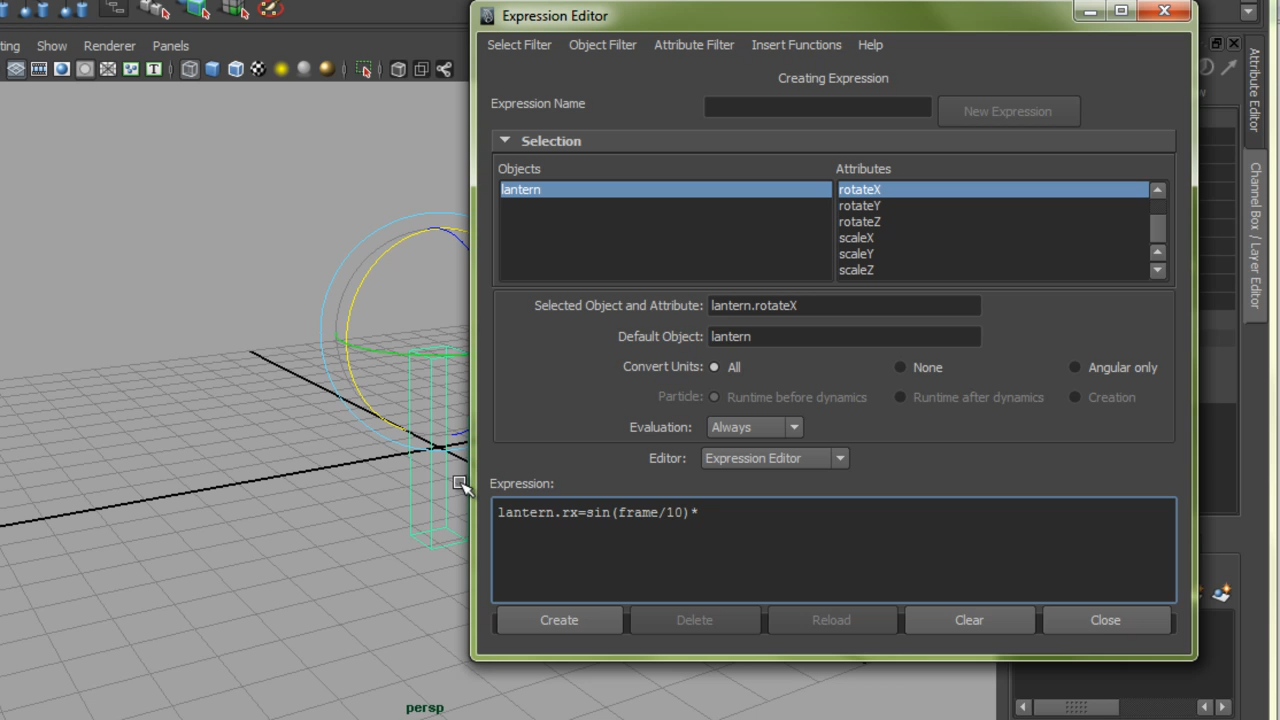 Expression Editor
ting Show Renderer Panels
Select Filter Object Filter Attribute Filter Insert Functions Help
Creating Expression
Expression Name New Expression
Selection
Objects Attributes
lantern rotateX
rotateY
rotateZ
scaleX
scaleY
scaleZ
Selected Object and Attribute: lantern.rotateX
Default Object: lantern
Convert Units: All None Angular only
Particle: Runtime before dynamics Runtime after dynamics Creation
Evaluation: Always
Editor: Expression Editor
Expression:
lantern.rx=sin(frame/10)*
Create Delete Reload Clear Close
persp
Attribute Editor
Channel Box / Layer Editor